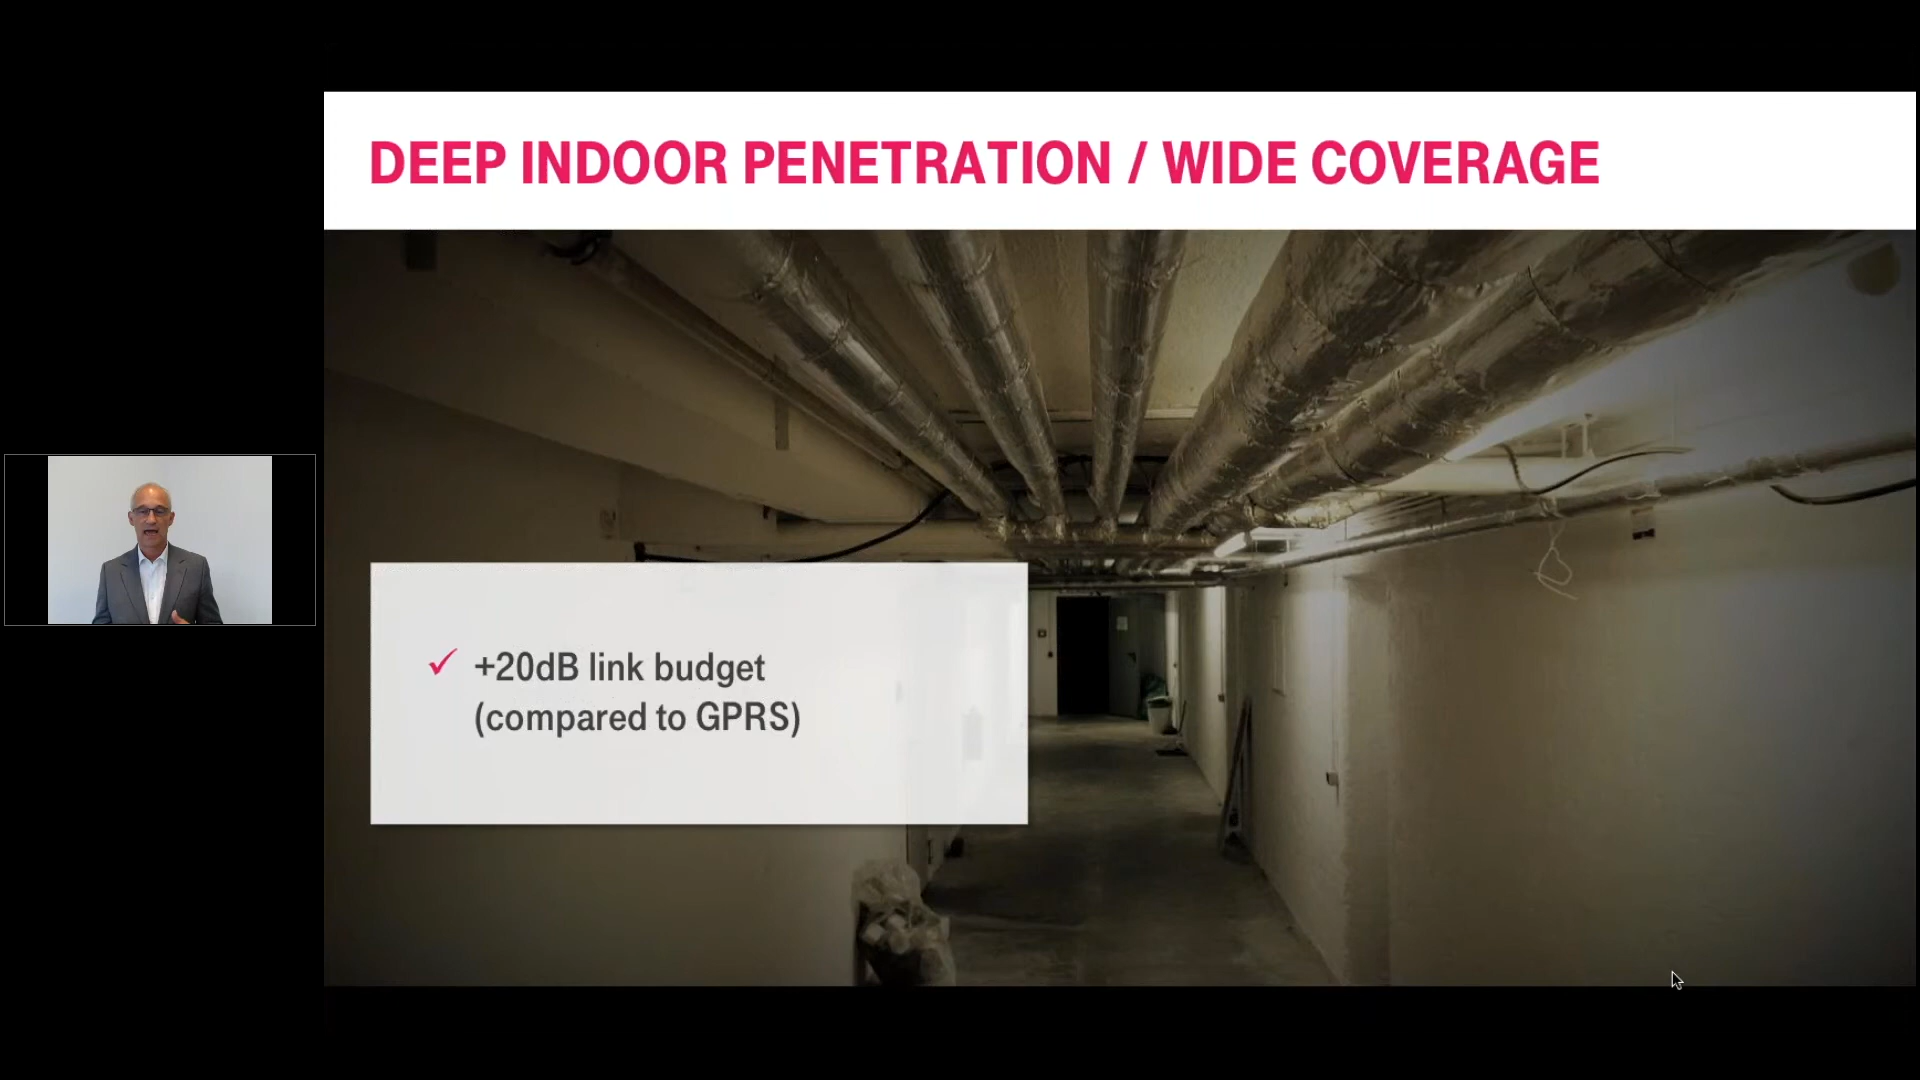 DEEP INDOOR PENETRATION / WIDE COVERAGE
+20dB link budget
(compared to GPRS)